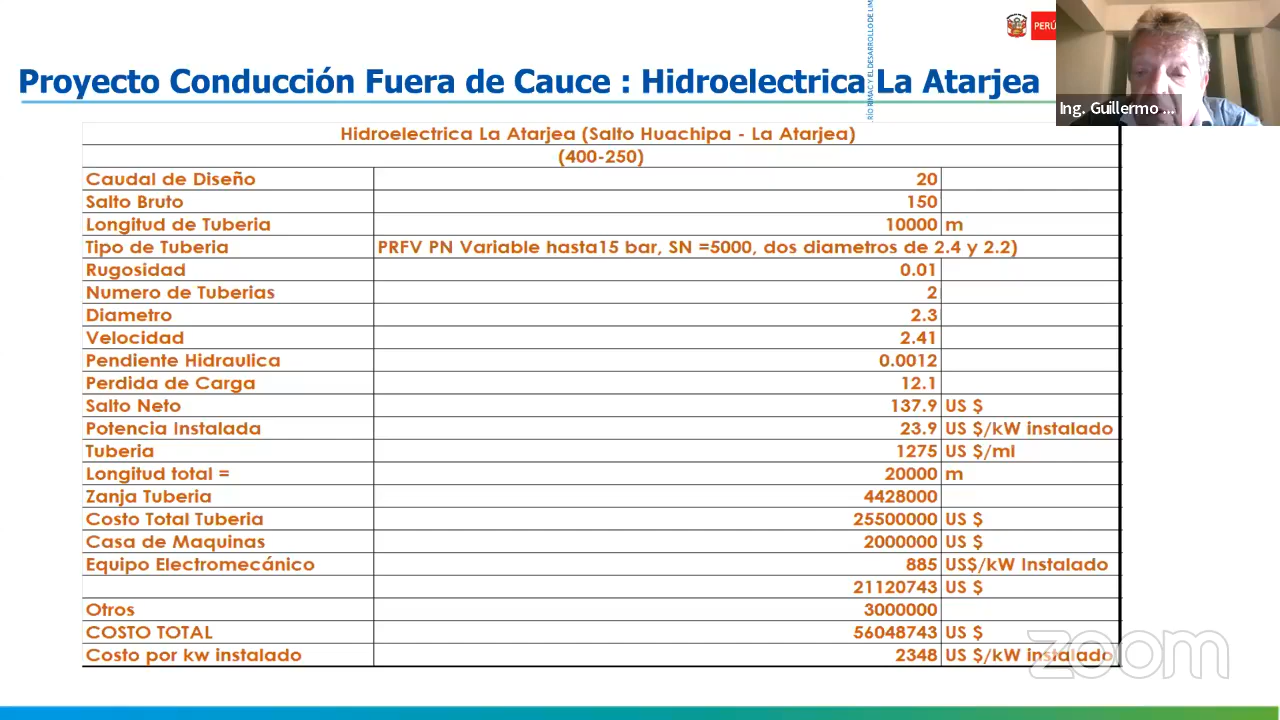 RÍO RIMAC Y EL DESARROLLO DE LIM
PERÚ
Proyecto Conducción Fuera de Cauce : Hidroelectrica La Atarjea
Ing. Guillermo ...
Hidroelectrica La Atarjea (Salto Huachipa - La Atarjea)
(400-250)
Caudal de Diseño 20
Salto Bruto 150
Longitud de Tuberia 10000 m
Tipo de Tuberia PRFV PN Variable hasta15 bar, SN =5000, dos diametros de 2.4 y 2.2)
Rugosidad 0.01
Numero de Tuberias 2
Diametro 2.3
Velocidad 2.41
Pendiente Hidraulica 0.0012
Perdida de Carga 12.1
Salto Neto 137.9 US $
Potencia Instalada 23.9 US $/kW instalado
Tuberia 1275 US $/ml
Longitud total = 20000 m
Zanja Tuberia 4428000
Costo Total Tuberia 25500000 US $
Casa de Maquinas 2000000 US $
Equipo Electromecánico 885 US$/kW Instalado
21120743 US $
Otros 3000000
COSTO TOTAL 56048743 US $
Costo por kw instalado 2348 US $/kW instalado
zoom